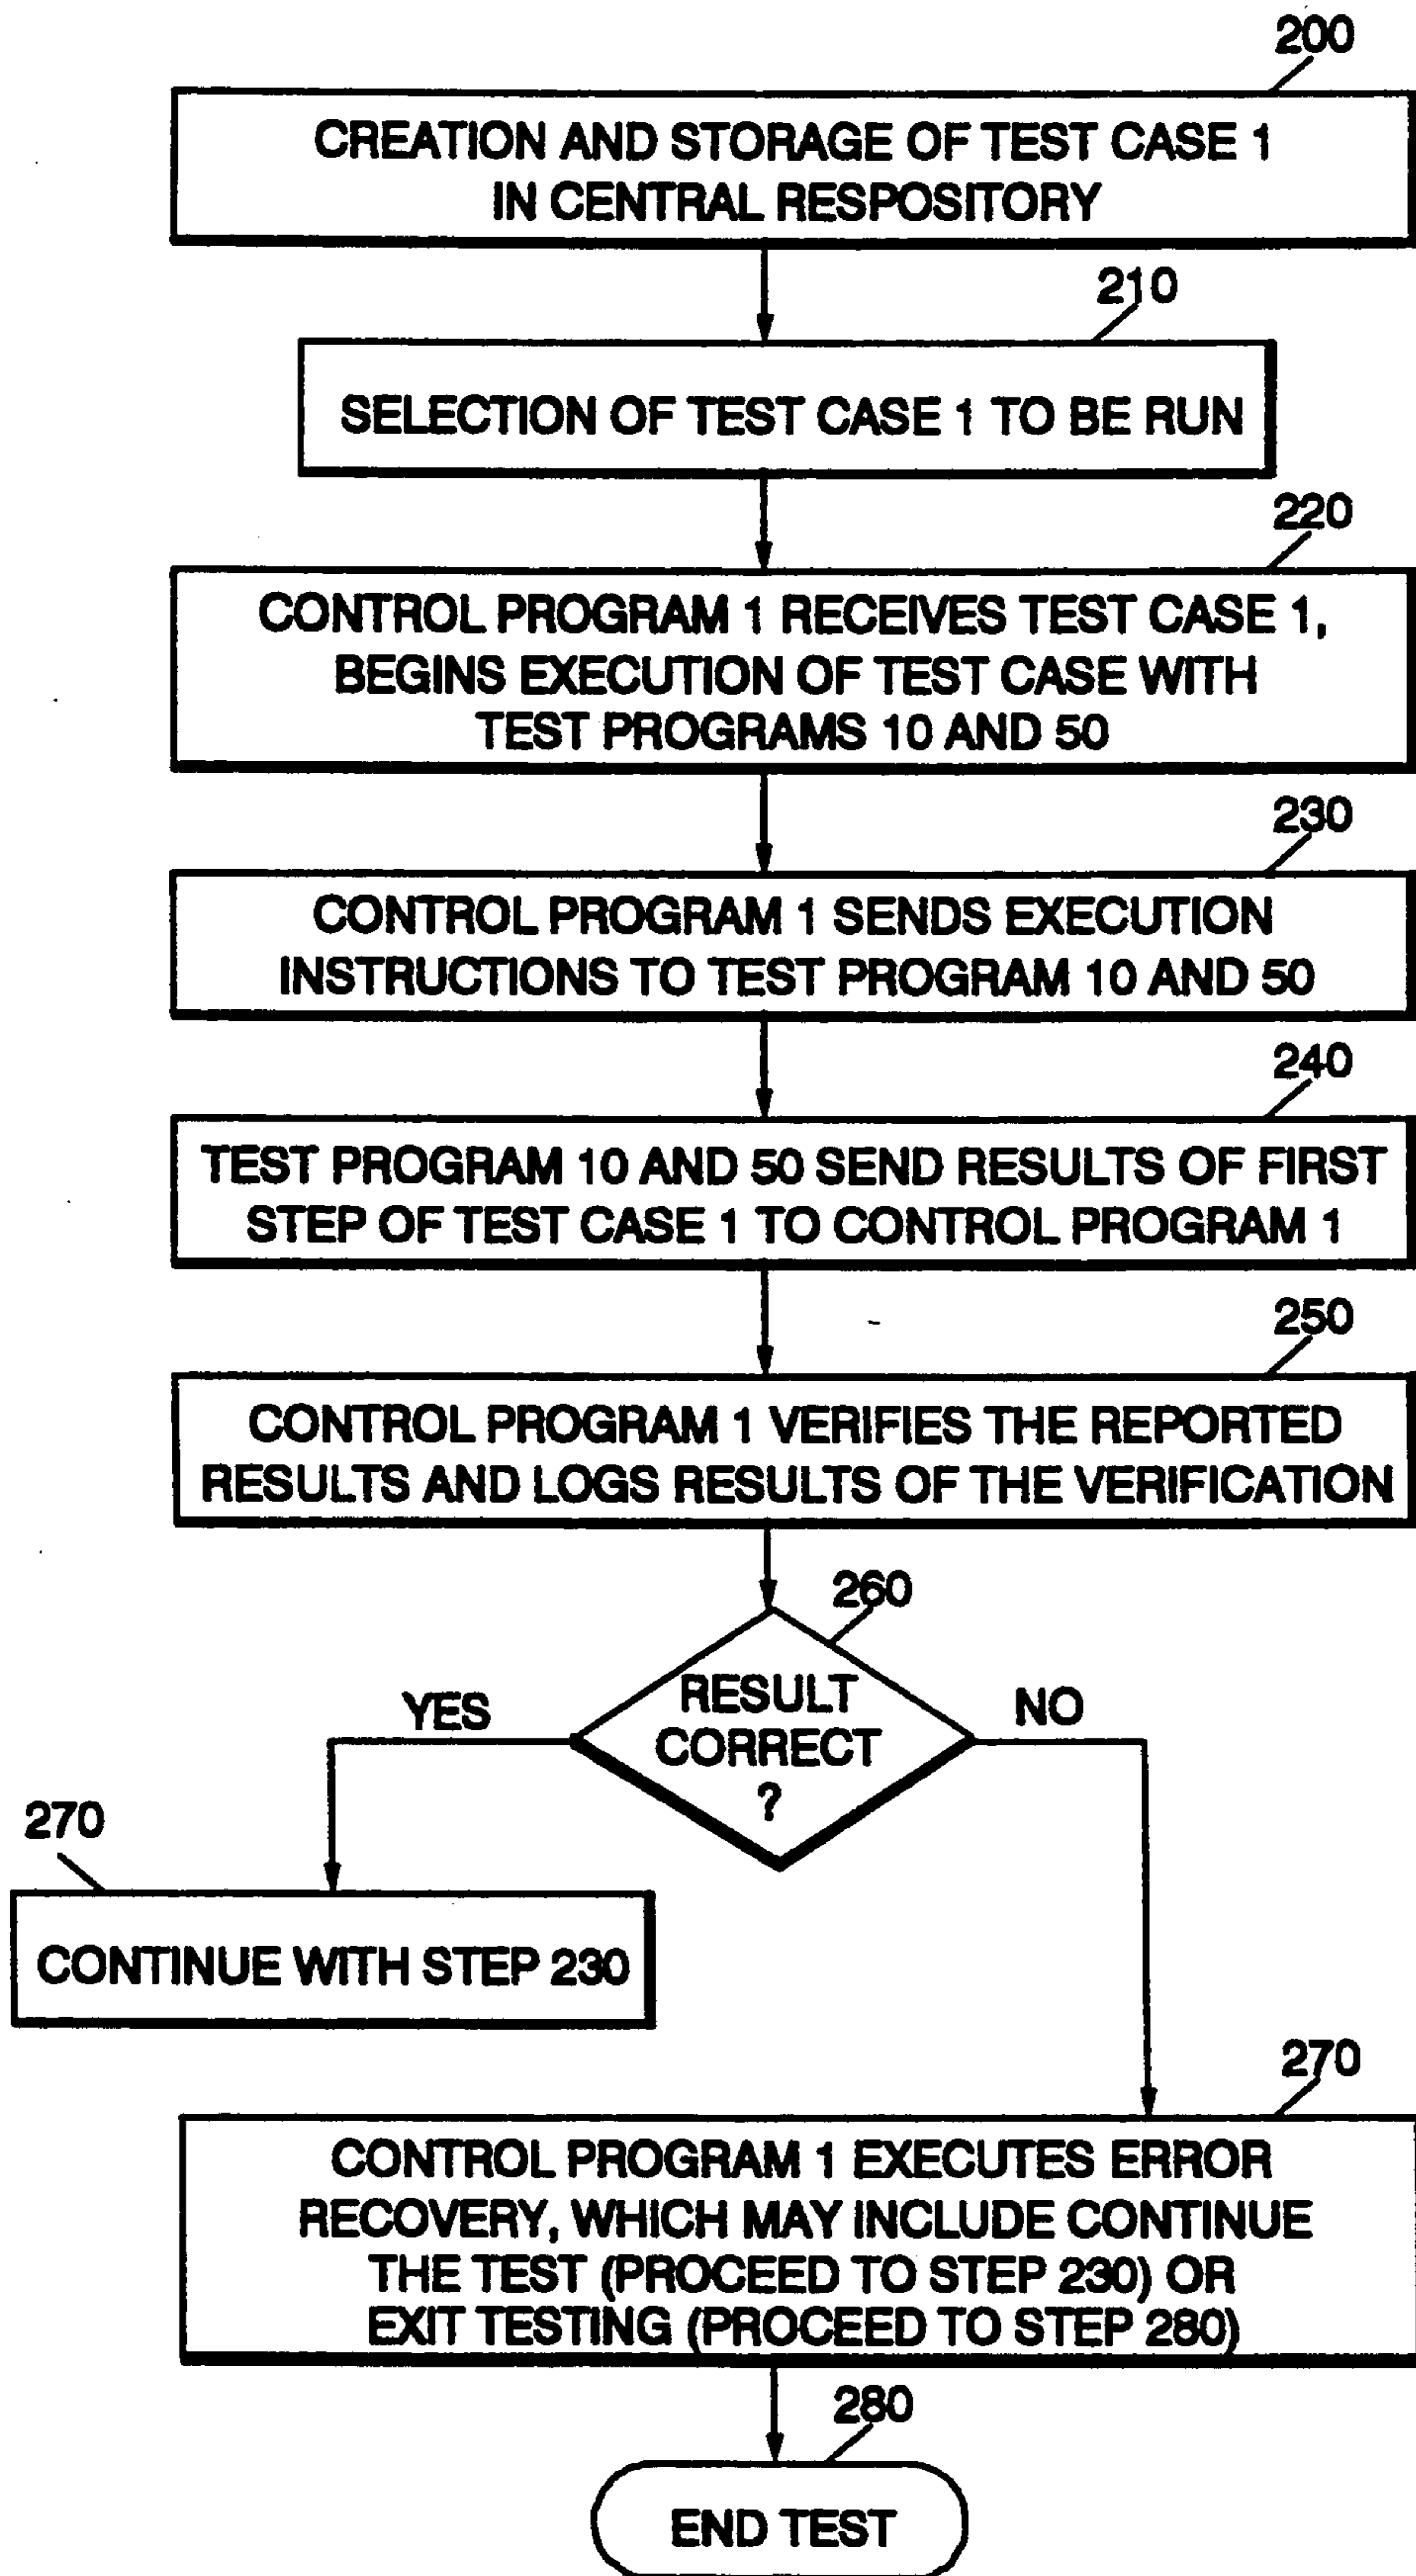 200
CREATION AND STORAGE OF TEST CASE 1
IN CENTRAL RESPOSITORY
210
SELECTION OF TEST CASE 1 TO BE RUN
220
CONTROL PROGRAM 1 RECEIVES TEST CASE 1,
BEGINS EXECUTION OF TEST CASE WITH
TEST PROGRAMS 10 AND 50
230
CONTROL PROGRAM 1 SENDS EXECUTION
INSTRUCTIONS TO TEST PROGRAM 10 AND 50
240
TEST PROGRAM 10 AND 50 SEND RESULTS OF FIRST
STEP OF TEST CASE 1 TO CONTROL PROGRAM 1
250
CONTROL PROGRAM 1 VERIFIES THE REPORTED
RESULTS AND LOGS RESULTS OF THE VERIFICATION
260
RESULT
CORRECT
?
YES
NO
270
CONTINUE WITH STEP 230
270
CONTROL PROGRAM 1 EXECUTES ERROR
RECOVERY, WHICH MAY INCLUDE CONTINUE
THE TEST (PROCEED TO STEP 230) OR
EXIT TESTING (PROCEED TO STEP 280)
280
END TEST